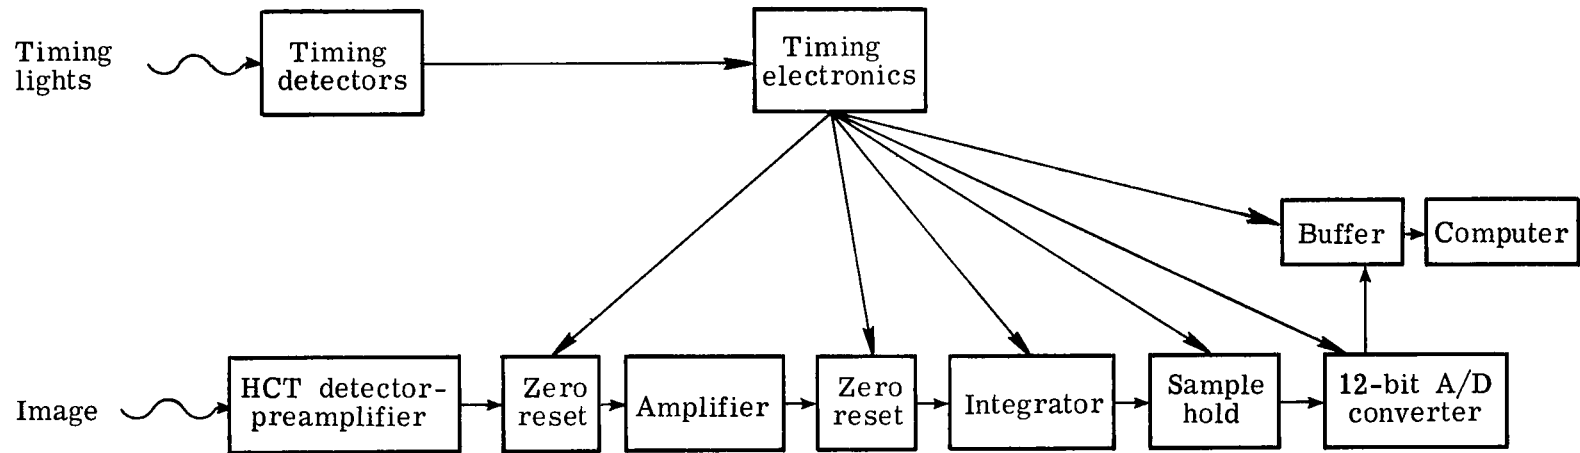 Timing
lights
Timing
detectors
Timing
electronics
Buffer
Computer
Image
HCT detector-
preamplifier
Zero
reset
Amplifier
Zero
reset
Integrator
Sample
hold
12-bit A/D
converter